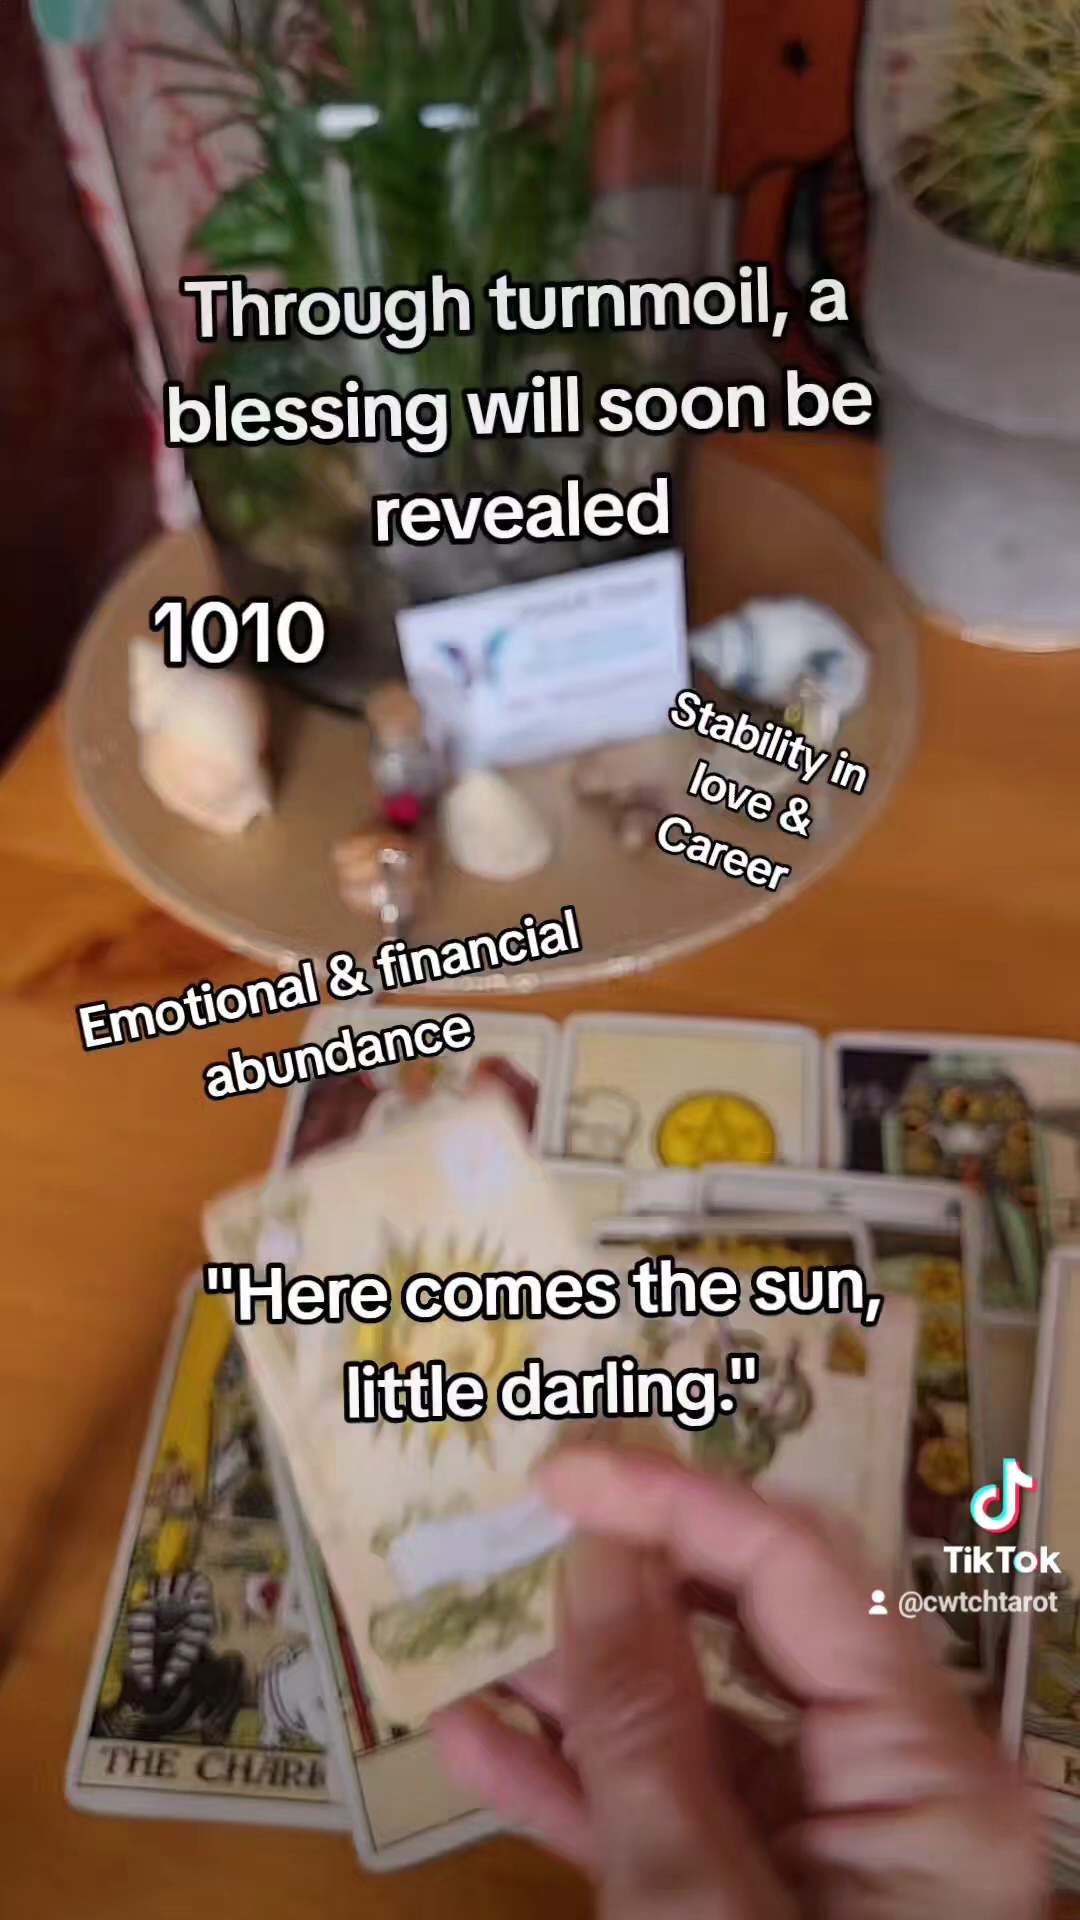 Through turnmoil, a
blessing will soon be
revealed
1010
Stability in
love &
Career
Emotional & financial
abundance
"Here comes the sun,
little darling."
TikTok
@cwtchtarot
THE CHARI